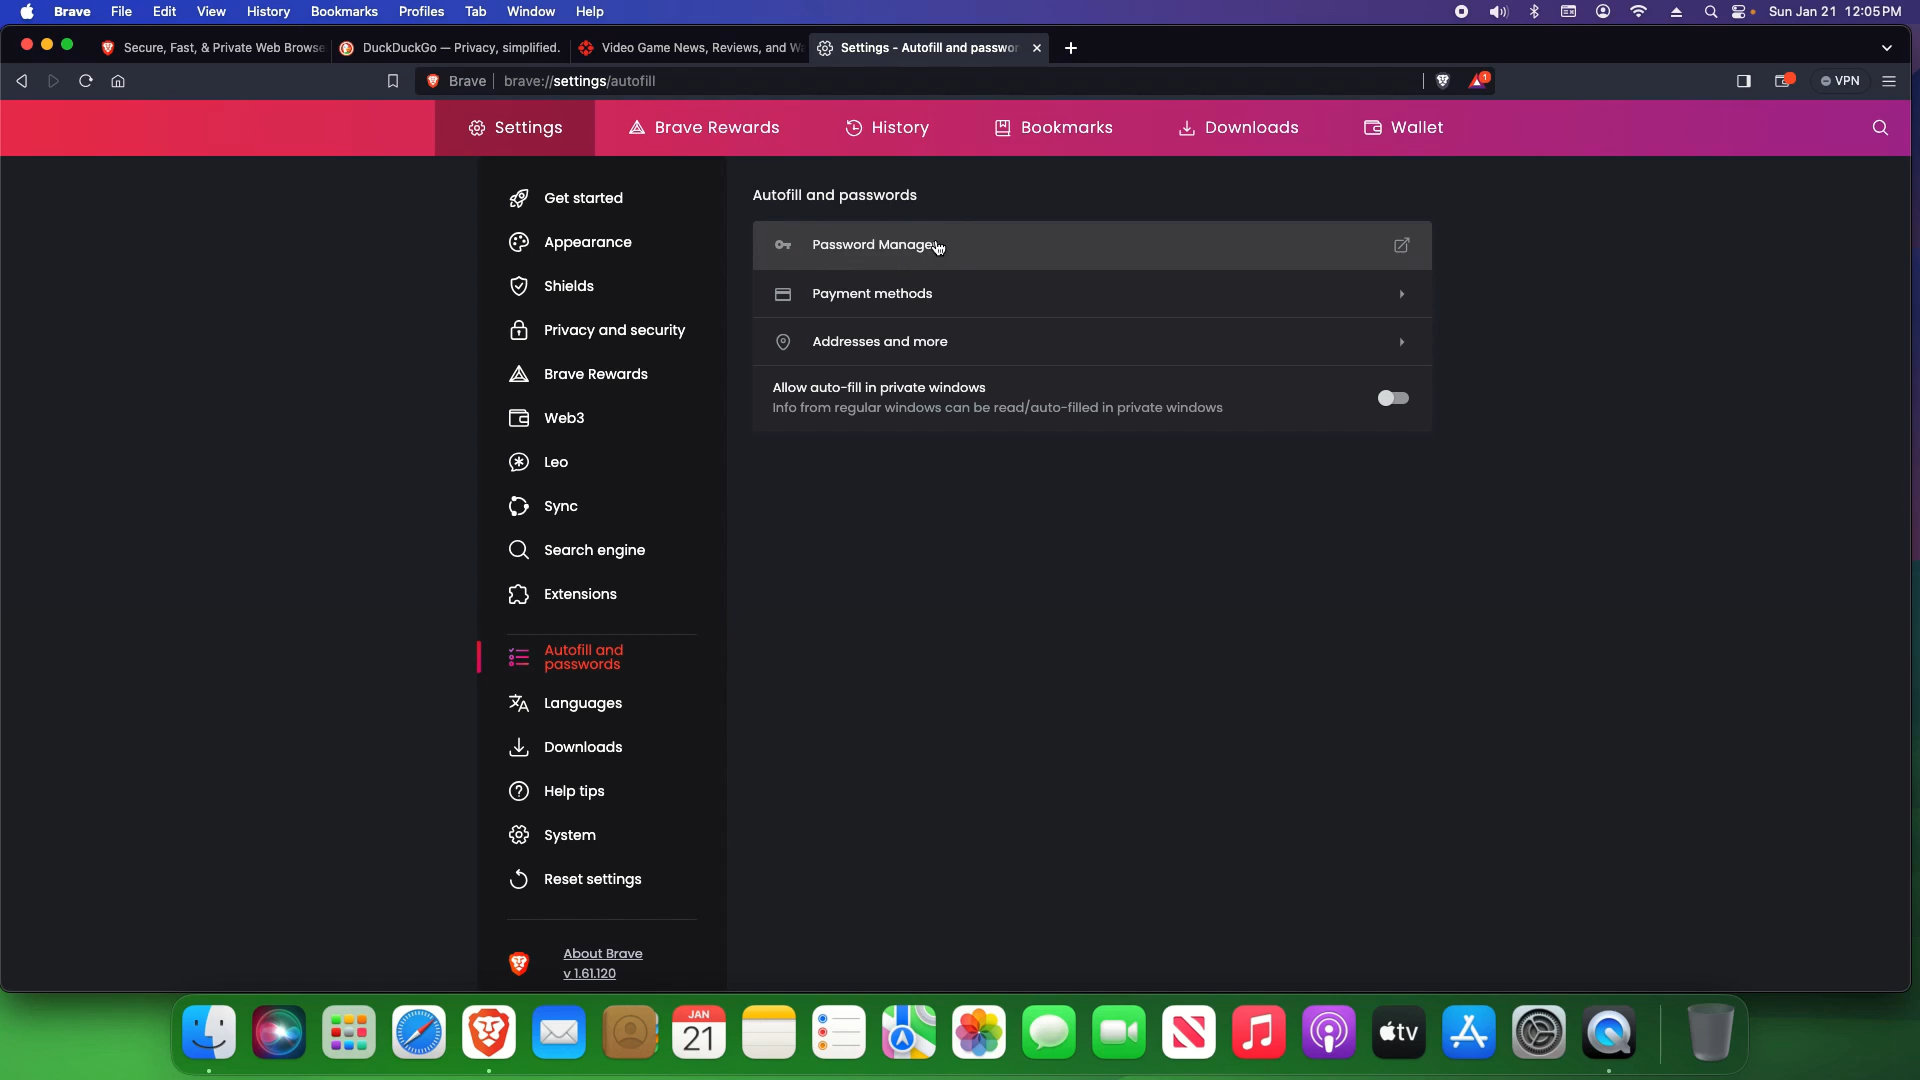 Brave File Edit View History Bookmarks Profiles Tab Window Help
Sun Jan 21 12:05 PM
Secure, Fast, & Private Web Browse
DuckDuckGo — Privacy, simplified.
Video Game News, Reviews, and W
Settings - Autofill and passwor
Brave brave://settings/autofill
1
VPN
Settings
Brave Rewards
History
Bookmarks
Downloads
Wallet
Get started
Appearance
Shields
Privacy and security
Brave Rewards
Web3
Leo
Sync
Search engine
Extensions
Autofill and
passwords
Languages
Downloads
Help tips
System
Reset settings
About Brave
v 1.61.120
Autofill and passwords
Password Manage
Payment methods
Addresses and more
Allow auto-fill in private windows
Info from regular windows can be read/auto-filled in private windows
JAN
21
tv